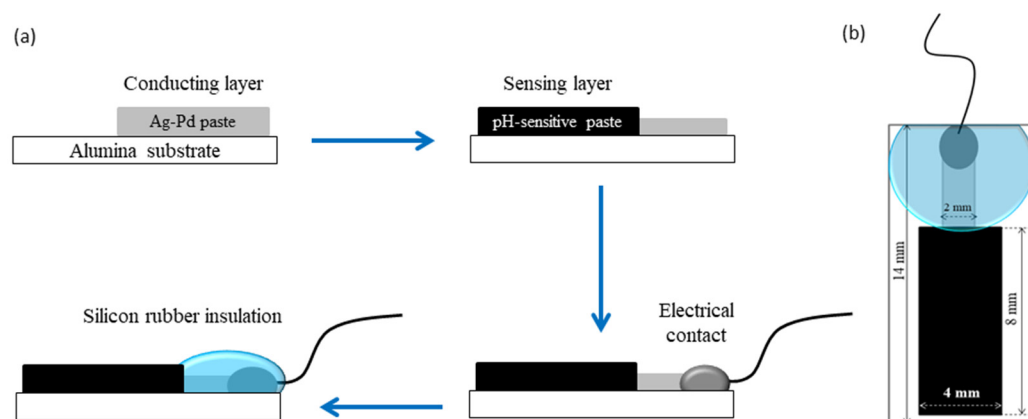 (a)
Conducting layer
Ag-Pd paste
Alumina substrate
Sensing layer
pH-sensitive paste
Silicon rubber insulation
Electrical
contact
(b)
2 mm
14 mm
8 mm
4 mm